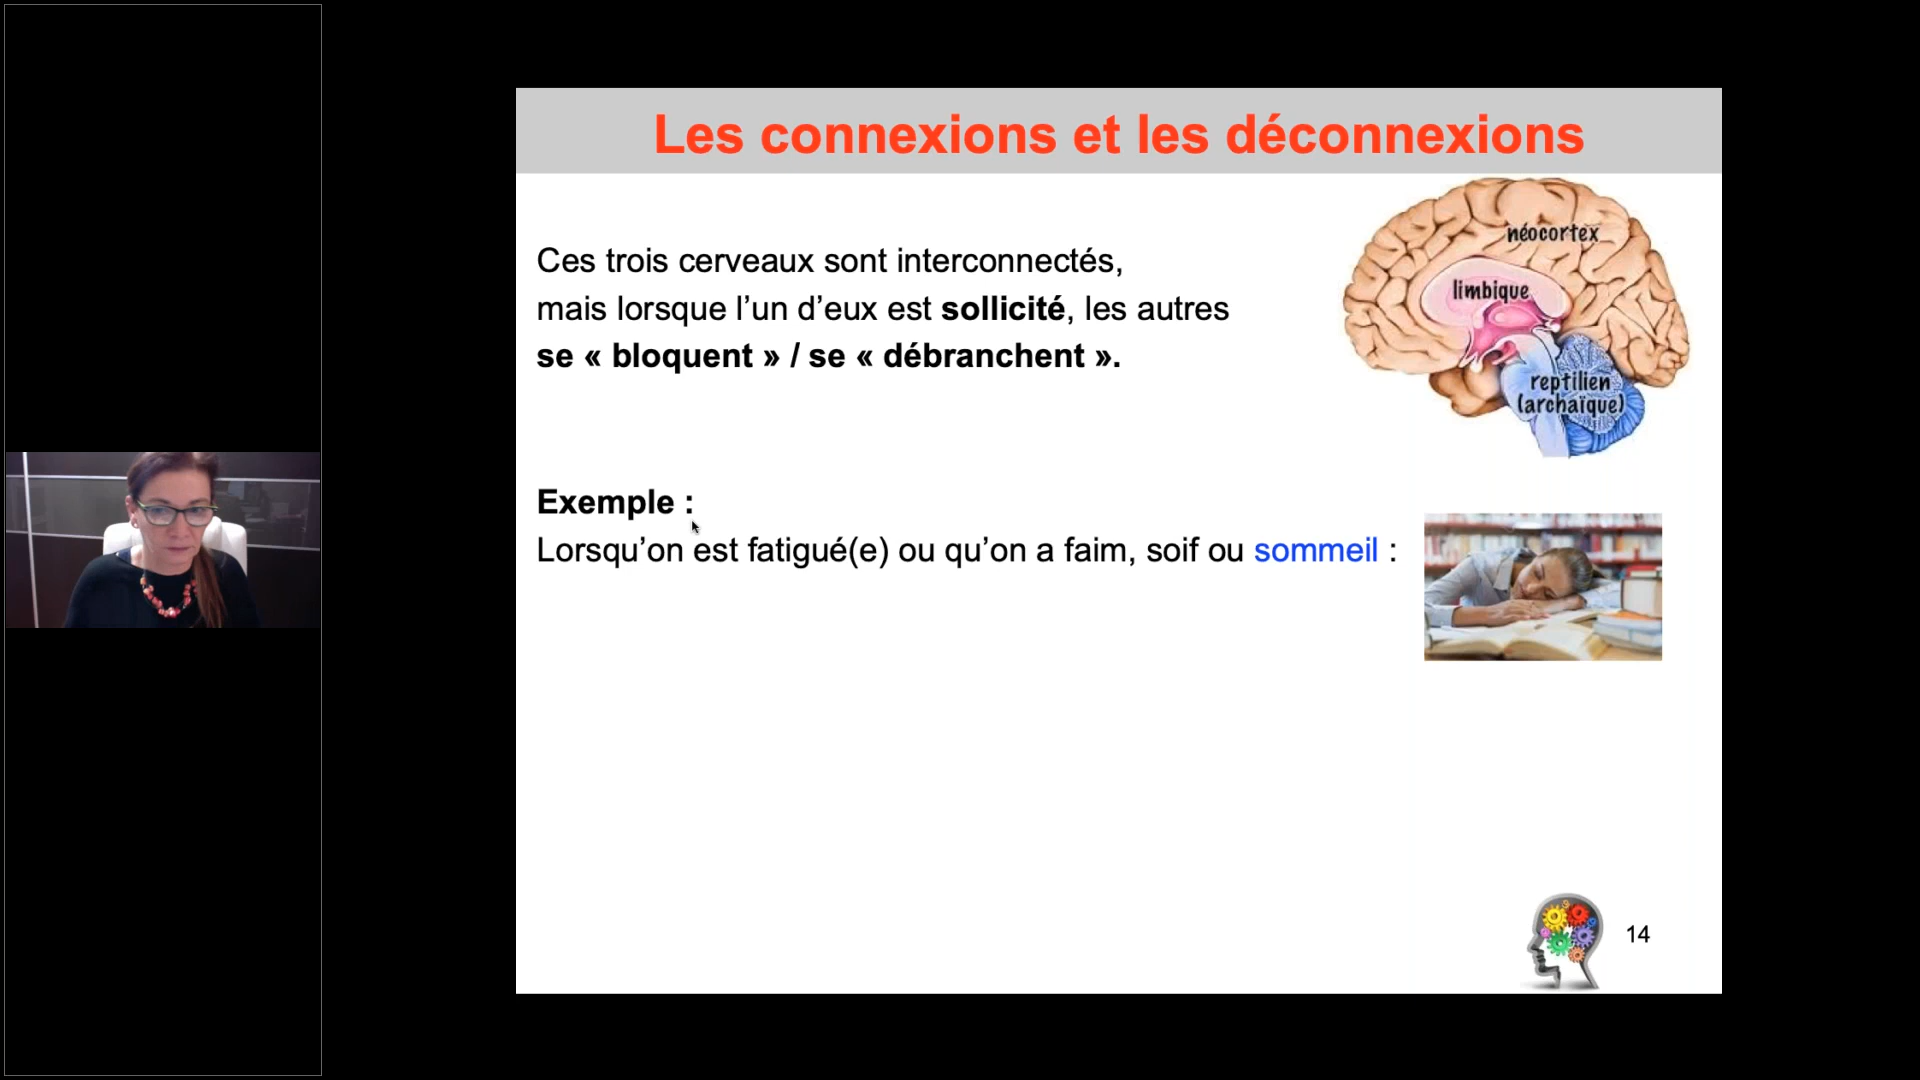 Les connexions et les déconnexions
néocortex
limbique
reptilien
(archaïque)
Ces trois cerveaux sont interconnectés,
mais lorsque l’un d’eux est sollicité, les autres
se « bloquent » / se « débranchent ».
Exemple :
Lorsqu’on est fatigué(e) ou qu’on a faim, soif ou sommeil :
14